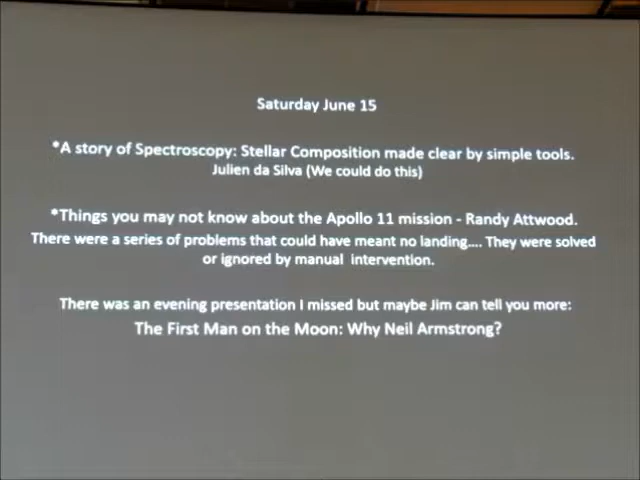 Saturday June 15
*A story of Spectroscopy: Stellar Composition made clear by simple tools.
Julien da Silva (We could do this)
*Things you may not know about the Apollo 11 mission - Randy Attwood.
There were a series of problems that could have meant no landing.... They were solved
or ignored by manual intervention.
There was an evening presentation I missed but maybe Jim can tell you more:
The First Man on the Moon: Why Neil Armstrong?